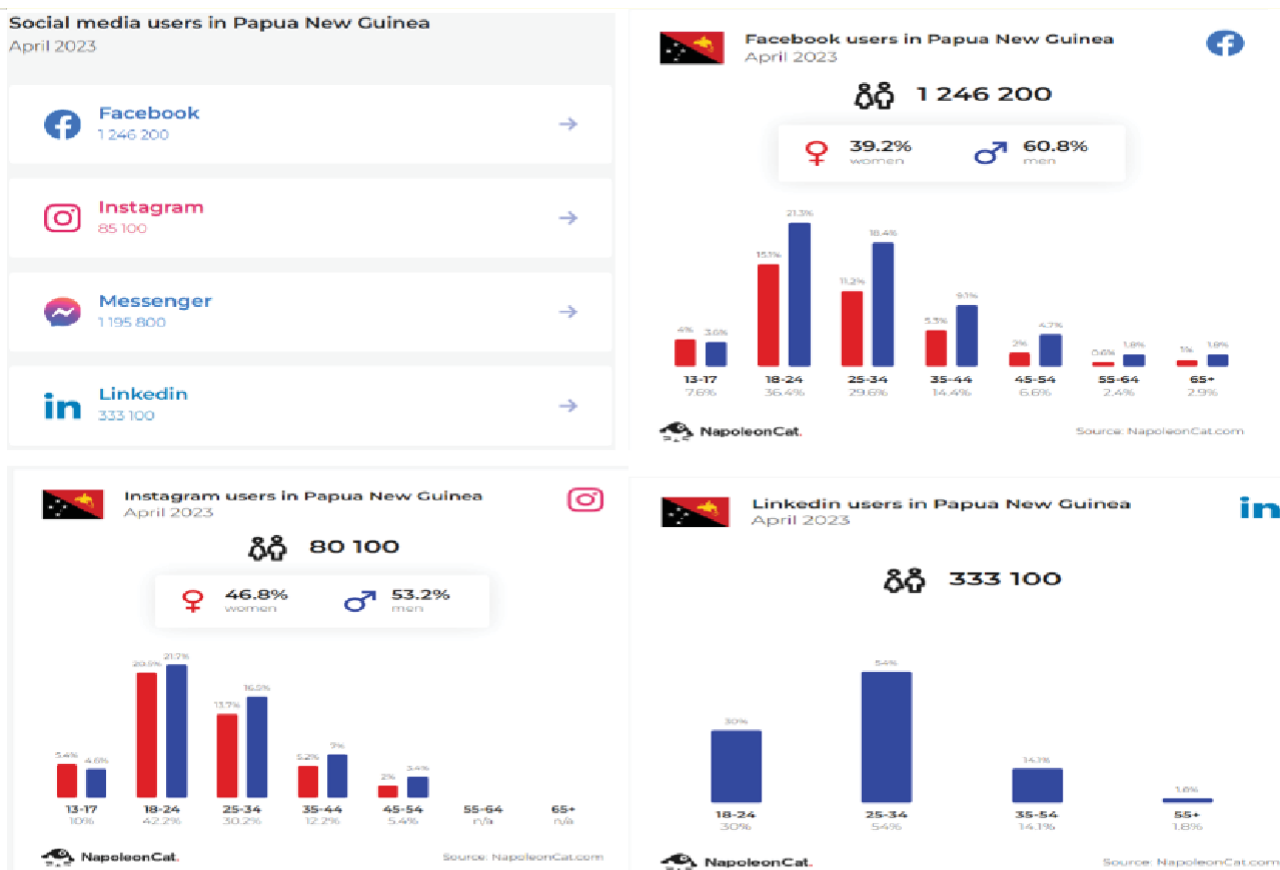 Social media users in Papua New Guinea
April 2023
Facebook
1 246 200
Instagram
85 100
Messenger
1 195 800
Linkedin
333 100
Facebook users in Papua New Guinea
April 2023
1 246 200
39.2% 60.8%
women men
21.3%
18.4%
15.1%
11.2%
9.1%
5.3%
4% 3.6% 2% 4.7% 0.6% 1.8% 1% 1.8%
13-17 18-24 25-34 35-44 45-54 55-64 65+
7.6% 36.4% 29.6% 14.4% 6.6% 2.4% 2.9%
NapoleonCat. Source: NapoleonCat.com
Instagram users in Papua New Guinea
April 2023
80 100
46.8% 53.2%
women men
20.5% 21.7%
13.7% 16.5%
5.4% 4.6% 5.2% 7% 2% 3.4%
13-17 18-24 25-34 35-44 45-54 55-64 65+
10% 42.2% 30.2% 12.2% 5.4% n/a n/a
NapoleonCat. Source: NapoleonCat.com
Linkedin users in Papua New Guinea
April 2023
in
333 100
54%
30%
14.1%
1.8%
18-24 25-34 35-54 55+
30% 54% 14.1% 1.8%
NapoleonCat. Source: NapoleonCat.com